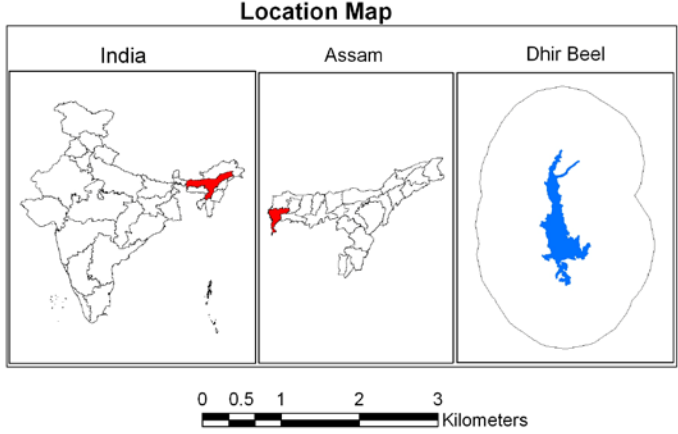 Location Map
India
Assam
Dhir Beel
0 0.5 1 2 3
Kilometers